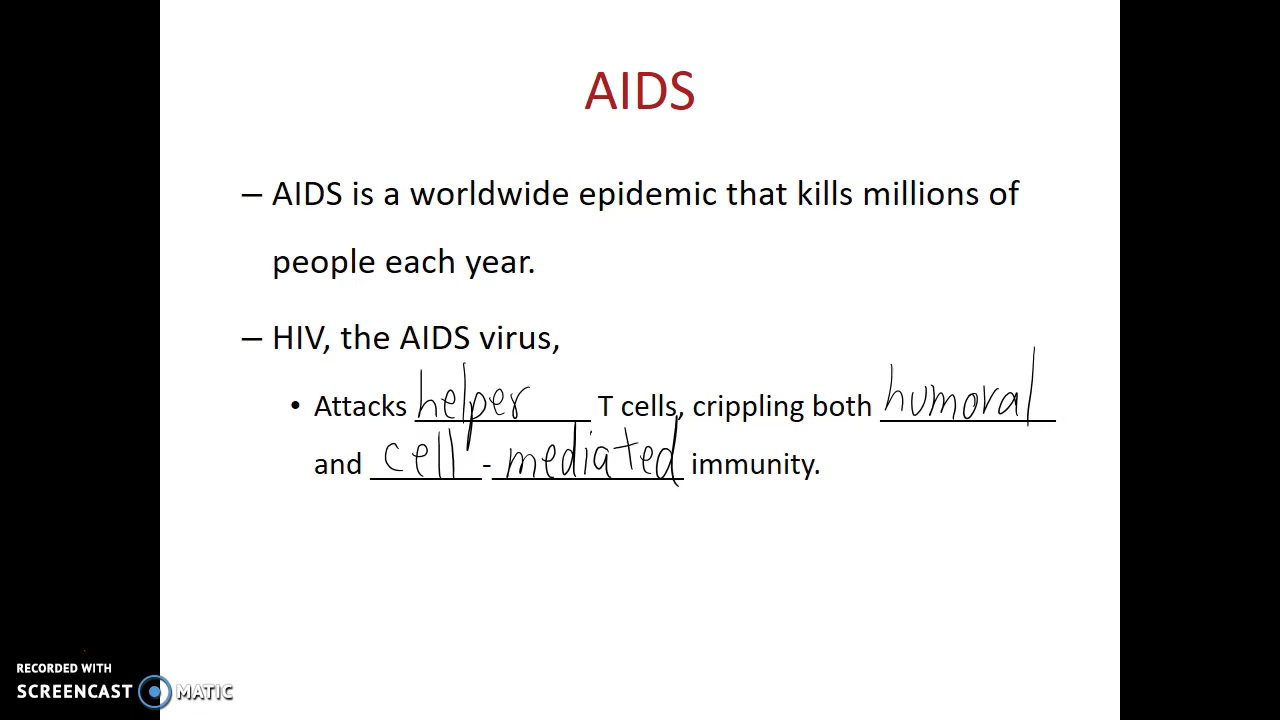 AIDS
– AIDS is a worldwide epidemic that kills millions of
people each year.
– HIV, the AIDS virus,
• Attacks helper T cells, crippling both humoral
and cell - mediated immunity.
RECORDED WITH
SCREENCAST MATIC